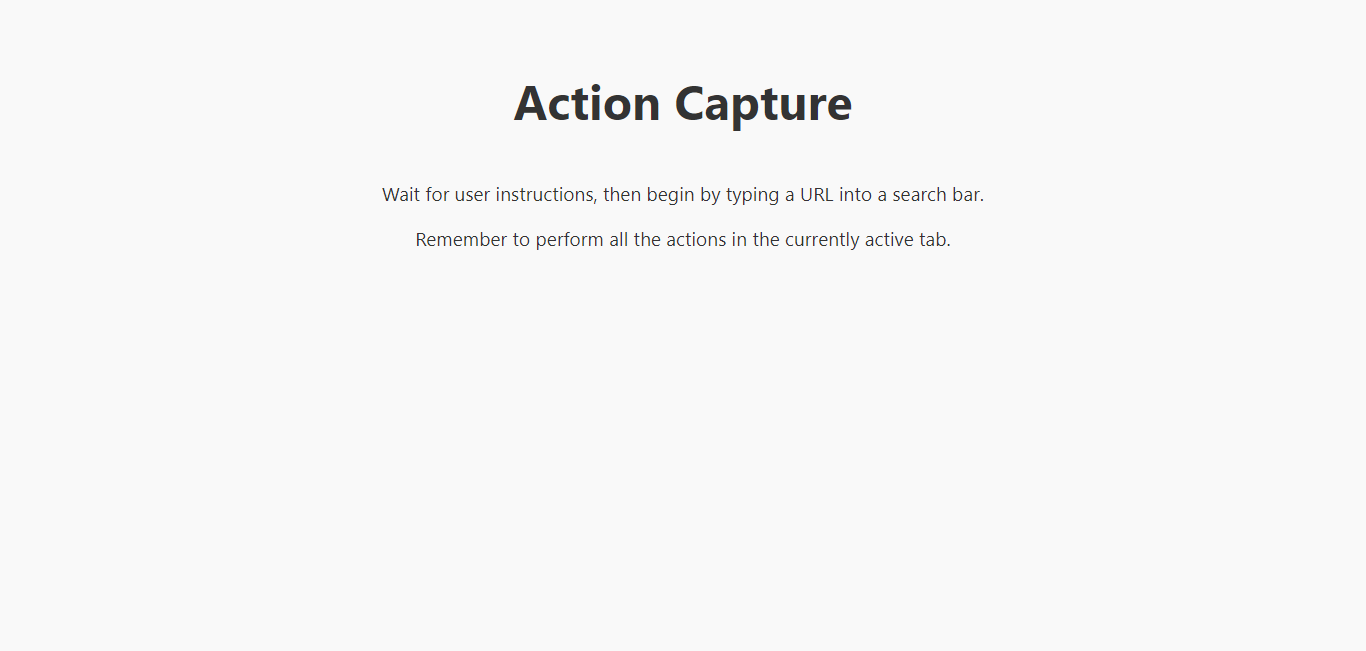 Action Capture
Wait for user instructions, then begin by typing a URL into a search bar.
Remember to perform all the actions in the currently active tab.